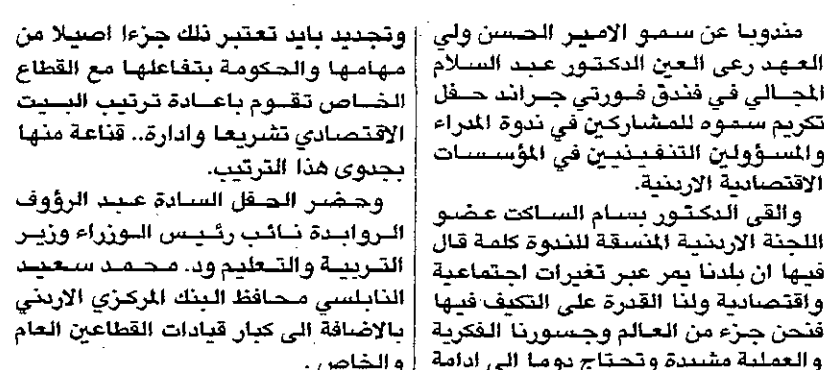 مندوبا عن سمو الامير الحسن ولي
العهد رعى العين الدكتور عبد السلام
المجالي في فندق فورتي جراند حفل
تكريم سموه للمشاركين في ندوة المدراء
والمسؤولين التنفيذيين في المؤسسات
الاقتصادية الاردنية.
والقى الدكتور بسام الساكت عضو
اللجنة الاردنية المنسقة للندوة كلمة قال
فيها ان بلدنا يمر عبر تغيرات اجتماعية
واقتصادية ولنا القدرة على التكيف فيها
فنحن جزء من العالم وجسورنا الفكرية
والعملية مشيدة وتحتاج دوما الى ادامة
وتجديد بايد تعتبر ذلك جزءا اصيلا من
مهامها والحكومة بتفاعلها مع القطاع
الخاص تقوم باعادة ترتيب البيت
الاقتصادي تشريعا وادارة.. قناعة منها
بجدوى هذا الترتيب.
وحضر الحفل السادة عبد الرؤوف
الروابدة نائب رئيس الوزراء وزير
التربية والتعليم ود. محمد سعيد
النابلسي محافظ البنك المركزي الاردني
بالاضافة الى كبار قيادات القطاعين العام
والخاص.